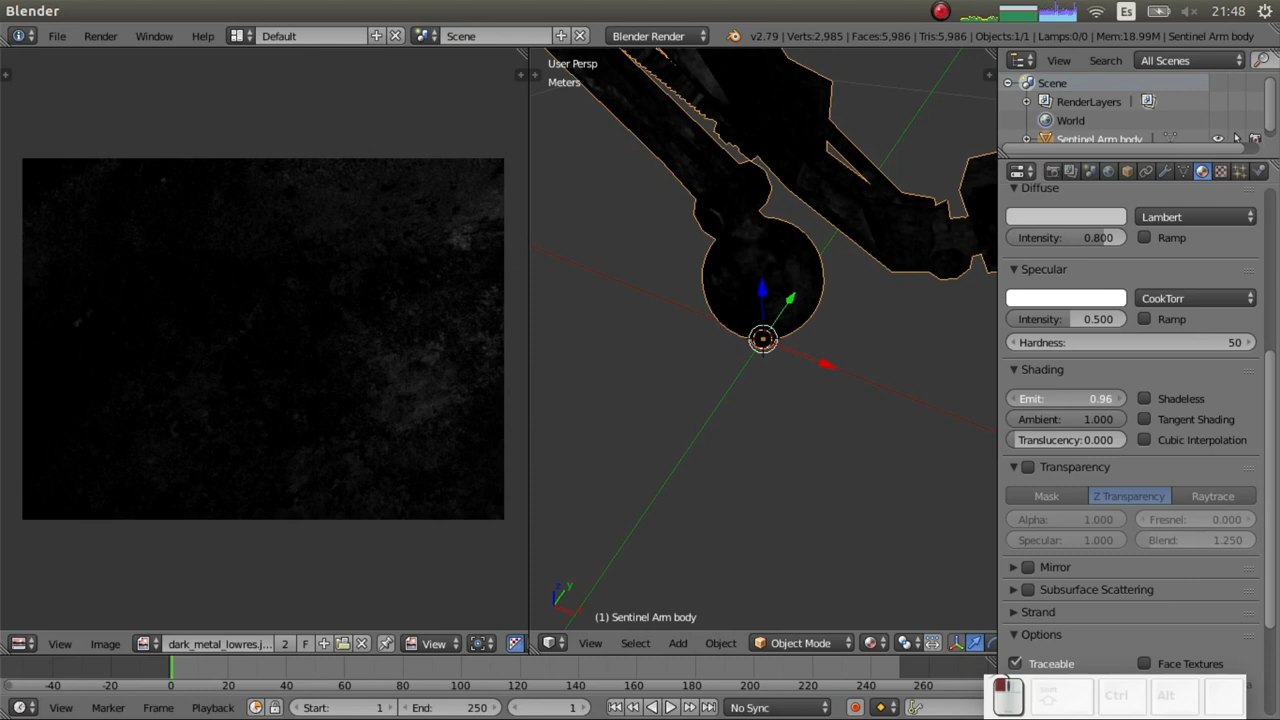 Blender
Es
21:48
File Render Window Help Default Scene Blender Render v2.79 | Verts:2,985 | Faces:5,986 | Tris:5,986 | Objects:1/1 | Lamps:0/0 | Mem:18.99M | Sentinel Arm body
User Persp
Meters
View Search All Scenes
Scene
RenderLayers
World
Sentinel Arm body
Diffuse
Lambert
Intensity: 0.800 Ramp
Specular
CookTorr
Intensity: 0.500 Ramp
Hardness: 50
Shading
Emit: 0.96 Shadeless
Ambient: 1.000 Tangent Shading
Translucency: 0.000 Cubic Interpolation
Transparency
Mask Z Transparency Raytrace
Alpha: 1.000 Fresnel: 0.000
Specular: 1.000 Blend: 1.250
Mirror
Subsurface Scattering
Strand
Options
Traceable Face Textures
z y
(1) Sentinel Arm body
View Image dark_metal_lowres.j... 2 F View
View Select Add Object Object Mode
-40 -20 0 20 40 60 80 100 120 140 160 180 200 220 240 260
View Marker Frame Playback Start: 1 End: 250 1 No Sync
Shift Ctrl Alt